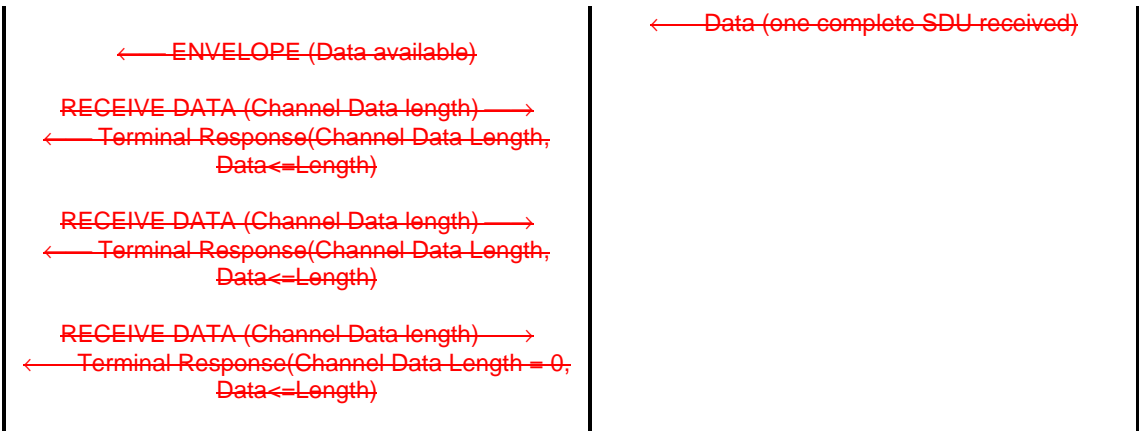 ← Data (one complete SDU received)
← ENVELOPE (Data available)
RECEIVE DATA (Channel Data length) →
← Terminal Response(Channel Data Length,
Data<=Length)
RECEIVE DATA (Channel Data length) →
← Terminal Response(Channel Data Length,
Data<=Length)
RECEIVE DATA (Channel Data length) →
← Terminal Response(Channel Data Length = 0,
Data<=Length)